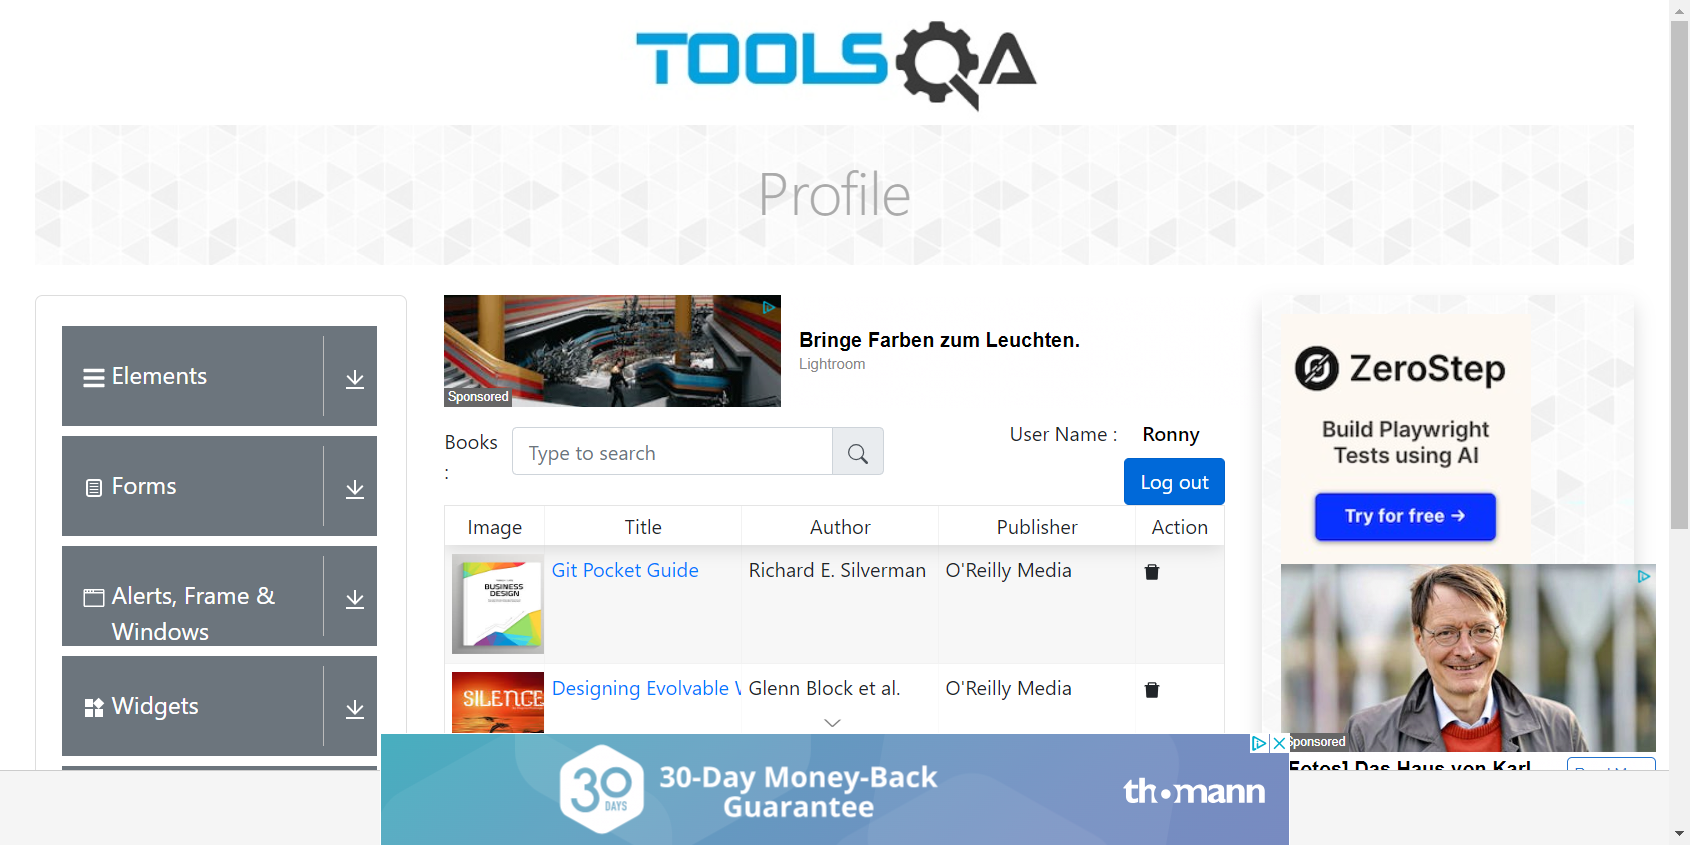 TOOLSQA
Profile
Elements
Forms
Alerts, Frame &
Windows
Widgets
Sponsored
Bringe Farben zum Leuchten.
Lightroom
Books
:
Type to search
User Name :
Ronny
Log out
Image
Title
Author
Publisher
Action
BUSINESS
DESIGN
Git Pocket Guide
Richard E. Silverman
O'Reilly Media
SILENCE
Designing Evolvable
Glenn Block et al.
O'Reilly Media
ZeroStep
Build Playwright
Tests using AI
Try for free →
Sponsored
Fotos] Das Haus von Karl
30
DAYS
30-Day Money-Back
Guarantee
th•mann